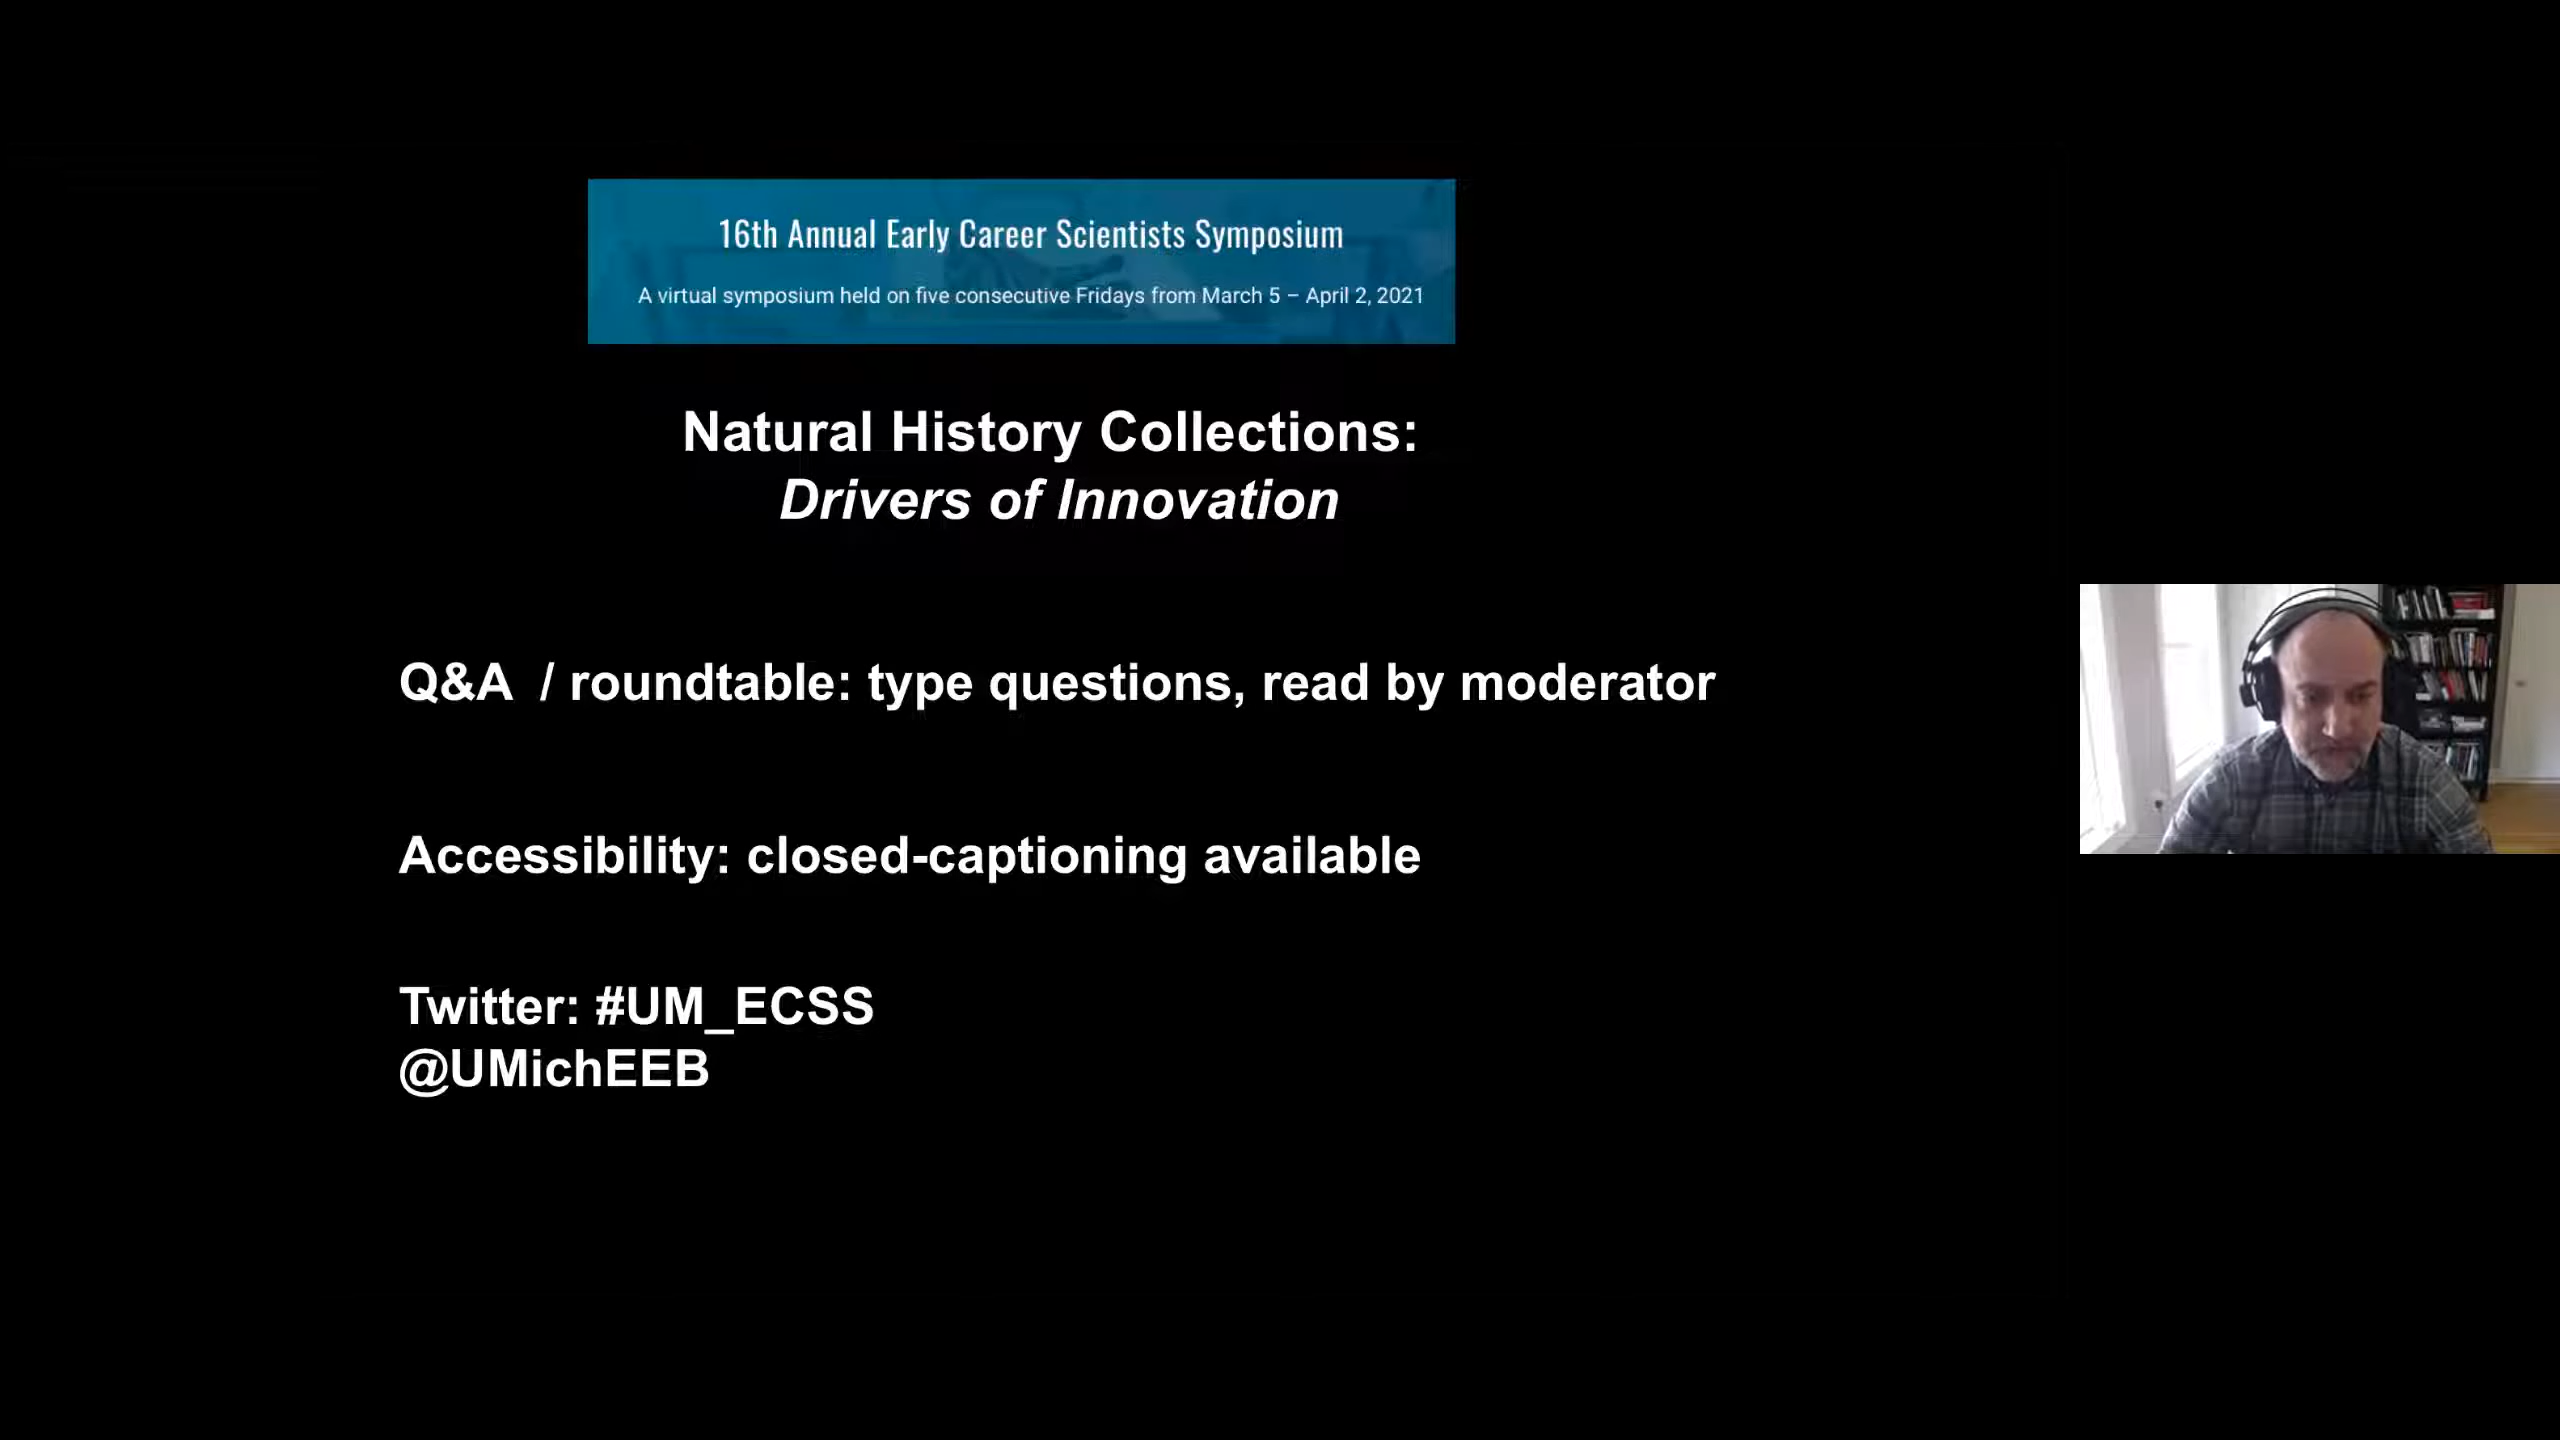 16th Annual Early Career Scientists Symposium
A virtual symposium held on five consecutive Fridays from March 5 – April 2, 2021
Natural History Collections:
Drivers of Innovation
Q&A / roundtable: type questions, read by moderator
Accessibility: closed-captioning available
Twitter: #UM_ECSS
@UMichEEB